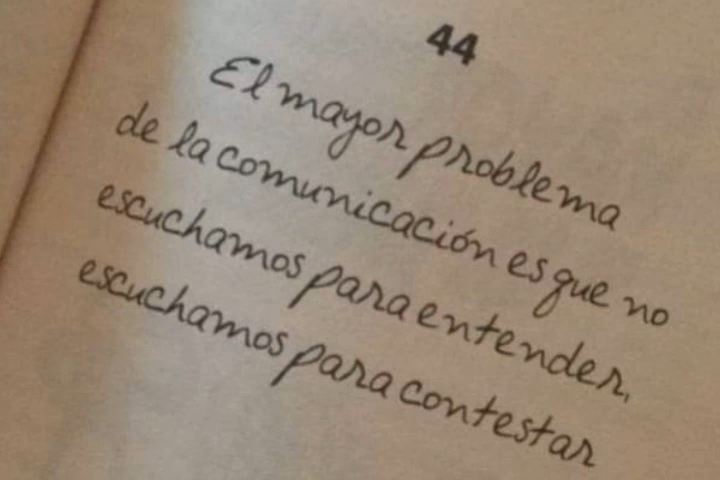 44
El mayor problema
de la comunicación es que no
escuchamos para entender,
escuchamos para contestar